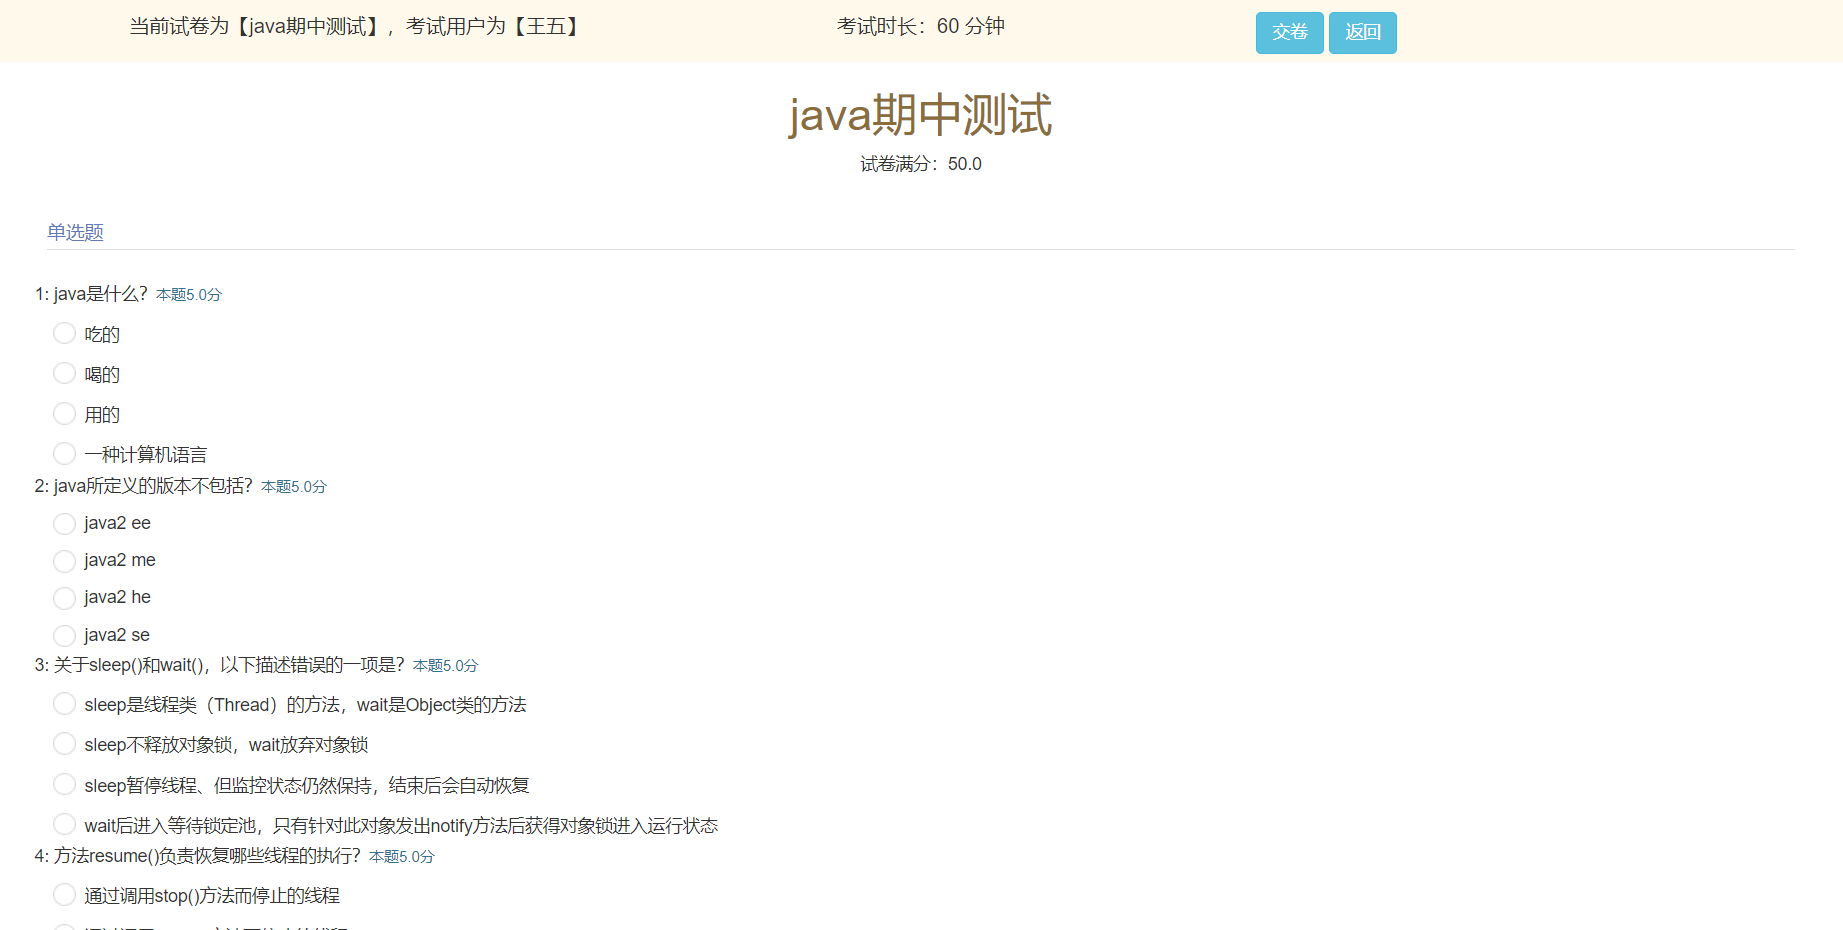 当前试卷为【java期中测试】，考试用户为【王五】
考试时长：60 分钟
交卷
返回
java期中测试
试卷满分：50.0
单选题
1: java是什么？ 本题5.0分
吃的
喝的
用的
一种计算机语言
2: java所定义的版本不包括？ 本题5.0分
java2 ee
java2 me
java2 he
java2 se
3: 关于sleep()和wait()，以下描述错误的一项是？ 本题5.0分
sleep是线程类（Thread）的方法，wait是Object类的方法
sleep不释放对象锁，wait放弃对象锁
sleep暂停线程、但监控状态仍然保持，结束后会自动恢复
wait后进入等待锁定池，只有针对此对象发出notify方法后获得对象锁进入运行状态
4: 方法resume()负责恢复哪些线程的执行？ 本题5.0分
通过调用stop()方法而停止的线程